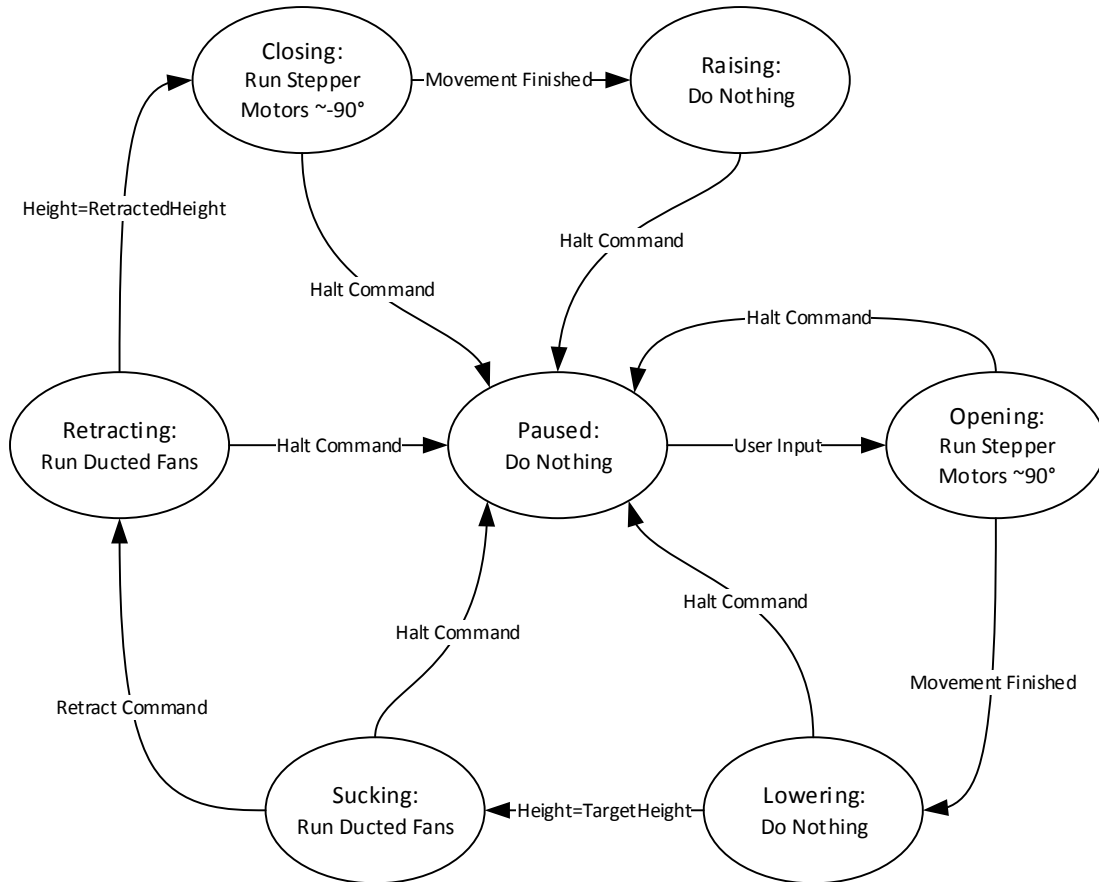 Closing:
Run Stepper
Motors ~-90°
Movement Finished
Raising:
Do Nothing
Height=RetractedHeight
Halt Command
Halt Command
Halt Command
Retracting:
Run Ducted Fans
Halt Command
Paused:
Do Nothing
User Input
Opening:
Run Stepper
Motors ~90°
Halt Command
Halt Command
Movement Finished
Retract Command
Sucking:
Run Ducted Fans
Height=TargetHeight
Lowering:
Do Nothing